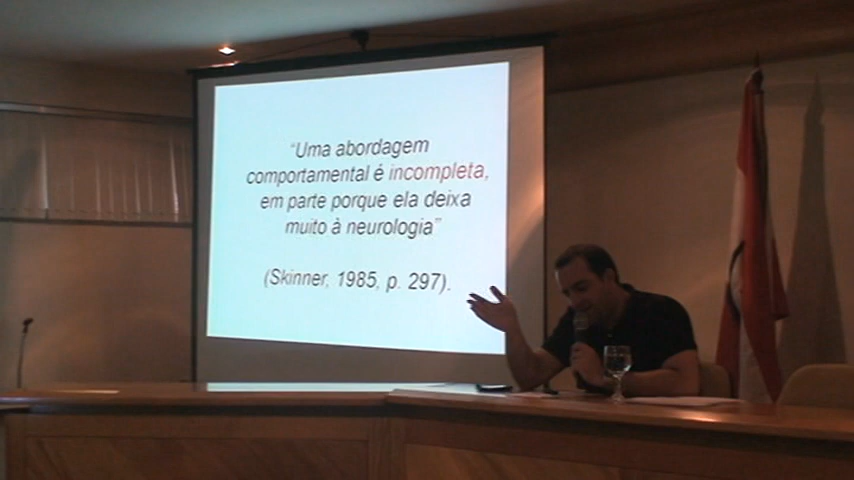 “Uma abordagem
comportamental é incompleta,
em parte porque ela deixa
muito à neurologia”
(Skinner, 1985, p. 297).